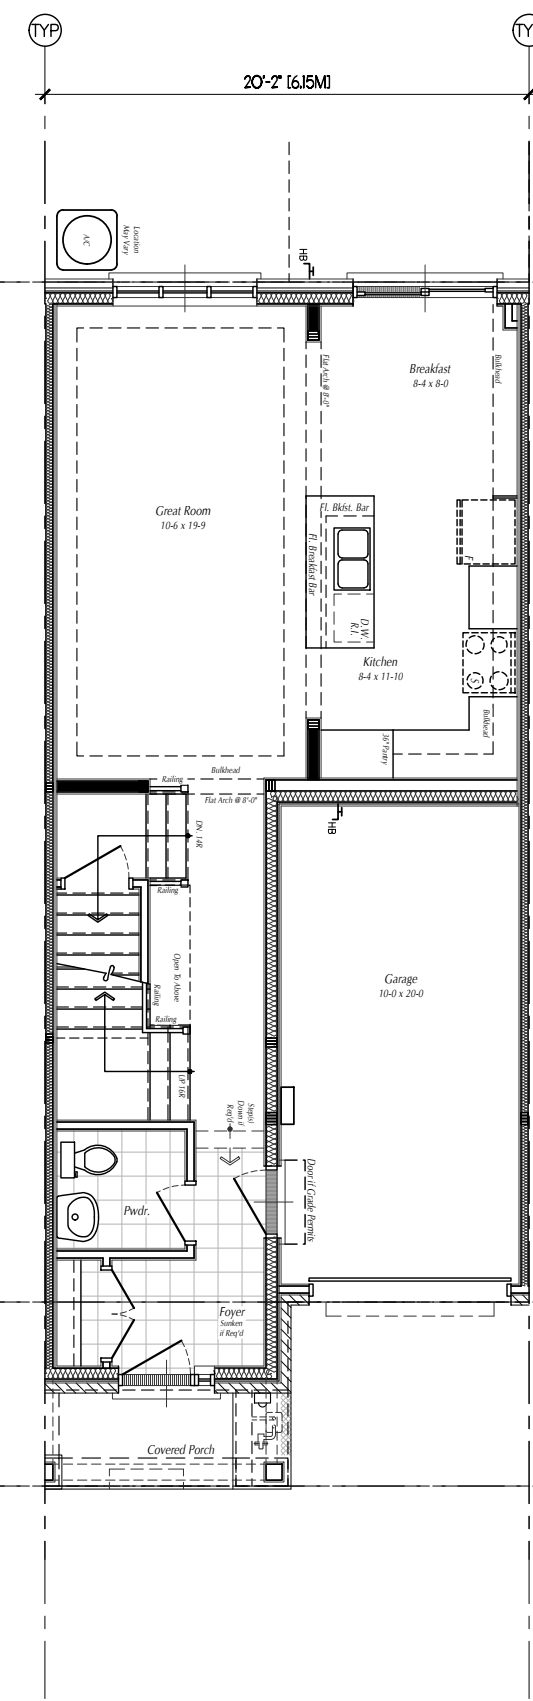 TYP
TY
20'-2" [6.15M]
A/C
Location
May Vary
HB
Breakfast
8-4 x 8-0
Bulkhead
Flat Arch @ 8'-0"
Great Room
10-6 x 19-9
Fl. Bkfst. Bar
Fl. Breakfast Bar
F
D.W.
R.I.
Kitchen
8-4 x 11-10
S
Bulkhead
36" Pantry
Bulkhead
Railing
Flat Arch @ 8'-0"
HB
DN. 14R
Railing
Open To Above
Railing
Railing
Garage
10-0 x 20-0
UP 16R
Step(s)
Down if
Req'd
Door if Grade Permits
Pwdr.
Foyer
Sunken
if Req'd
Covered Porch